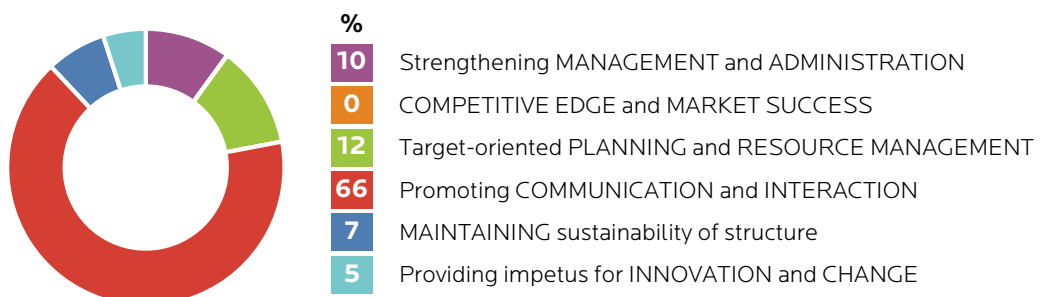 %
10 Strengthening MANAGEMENT and ADMINISTRATION
0 COMPETITIVE EDGE and MARKET SUCCESS
12 Target-oriented PLANNING and RESOURCE MANAGEMENT
66 Promoting COMMUNICATION and INTERACTION
7 MAINTAINING sustainability of structure
5 Providing impetus for INNOVATION and CHANGE